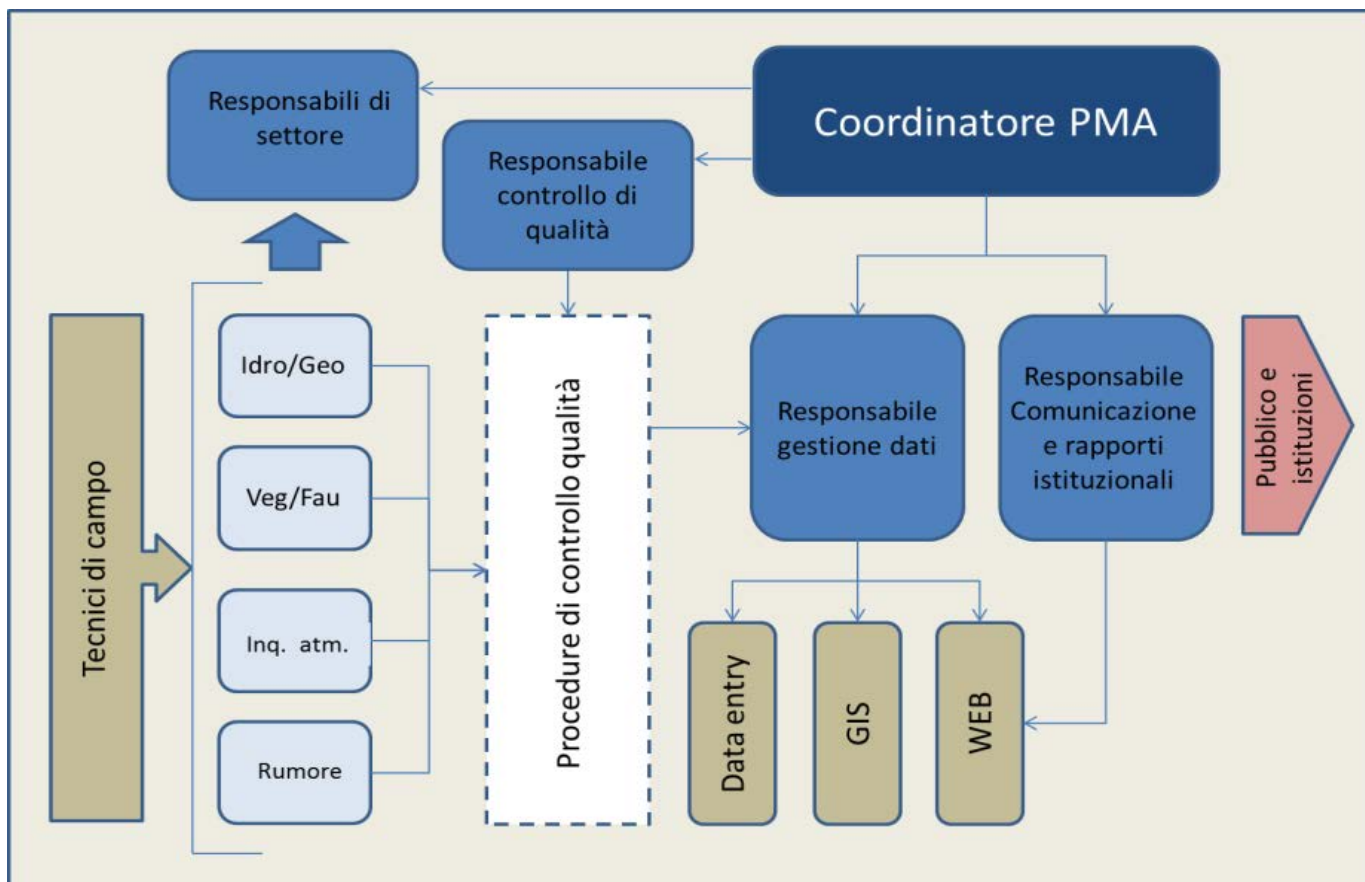 Responsabili di
settore
Coordinatore PMA
Responsabile
controllo di
qualità
Tecnici di campo
Idro/Geo
Veg/Fau
Inq. atm.
Rumore
Procedure di controllo qualità
Responsabile
gestione dati
Responsabile
Comunicazione
e rapporti
istituzionali
Pubblico e
istituzioni
Data entry
GIS
WEB